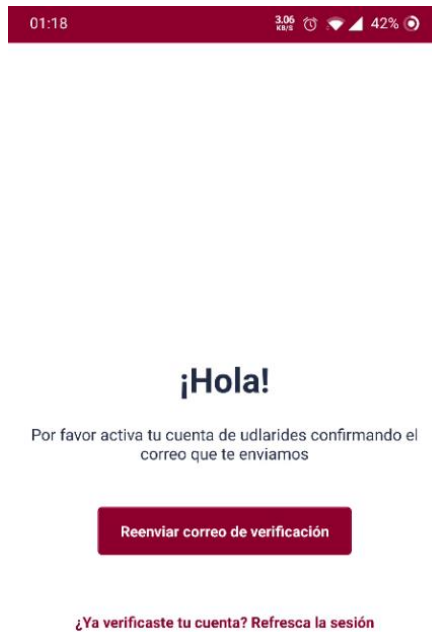 01:18 3.06 KB/S 42%
¡Hola!
Por favor activa tu cuenta de udlarides confirmando el
correo que te enviamos
Reenviar correo de verificación
¿Ya verificaste tu cuenta? Refresca la sesión